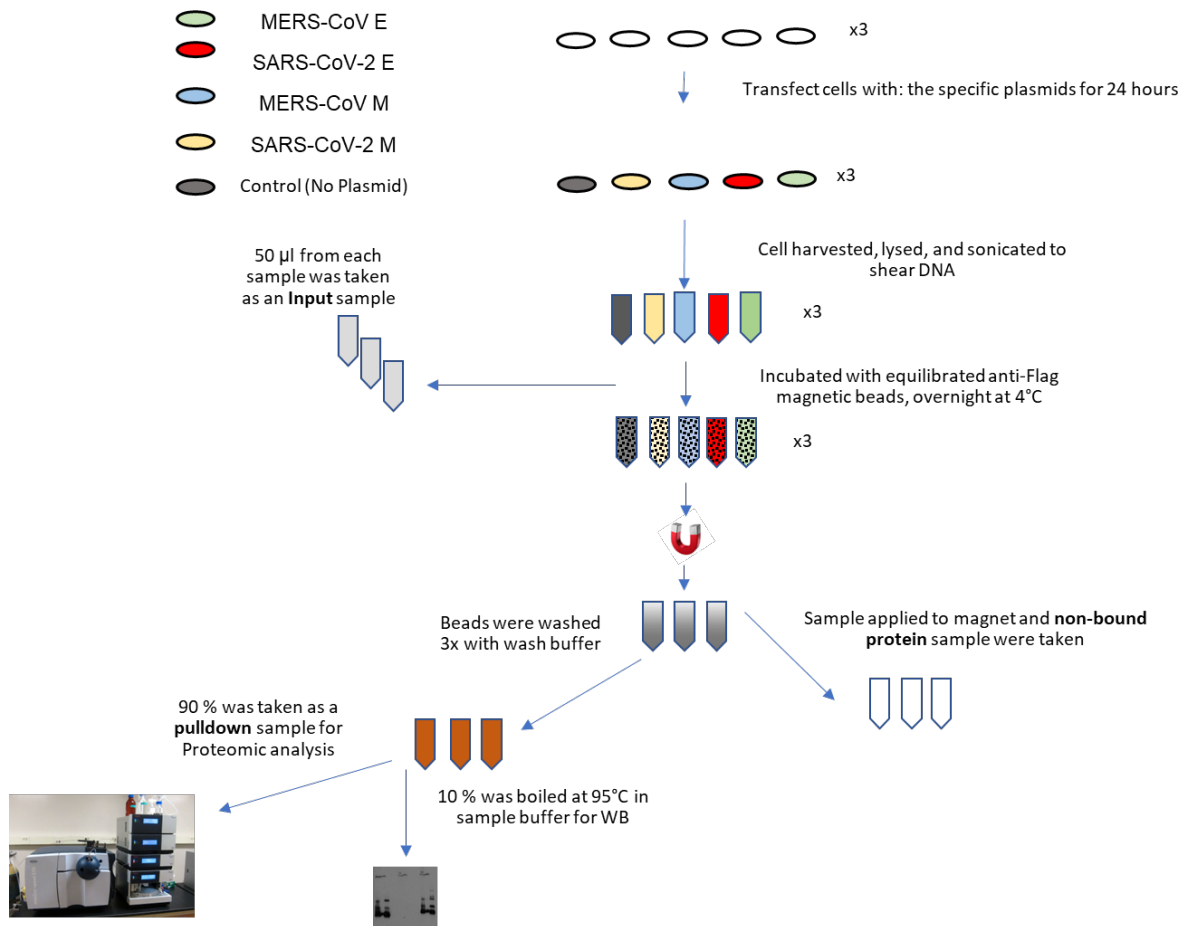 MERS-CoV E
SARS-CoV-2 E
MERS-CoV M
SARS-CoV-2 M
Control (No Plasmid)
x3
Transfect cells with: the specific plasmids for 24 hours
x3
Cell harvested, lysed, and sonicated to
shear DNA
50 µl from each
sample was taken
as an Input sample
x3
Incubated with equilibrated anti-Flag
magnetic beads, overnight at 4°C
x3
Beads were washed
3x with wash buffer
Sample applied to magnet and non-bound
protein sample were taken
90 % was taken as a
pulldown sample for
Proteomic analysis
10 % was boiled at 95°C in
sample buffer for WB